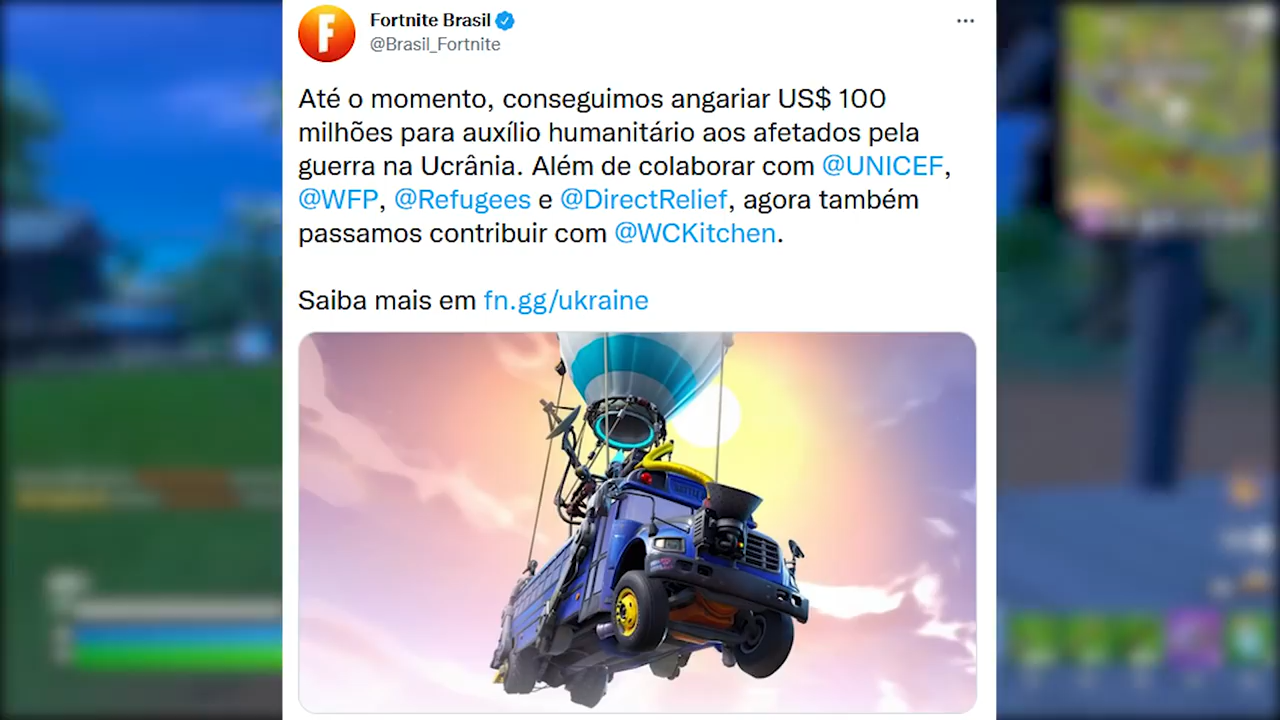 Fortnite Brasil
@Brasil_Fortnite
Até o momento, conseguimos angariar US$ 100
milhões para auxílio humanitário aos afetados pela
guerra na Ucrânia. Além de colaborar com @UNICEF,
@WFP, @Refugees e @DirectRelief, agora também
passamos contribuir com @WCKitchen.
Saiba mais em fn.gg/ukraine